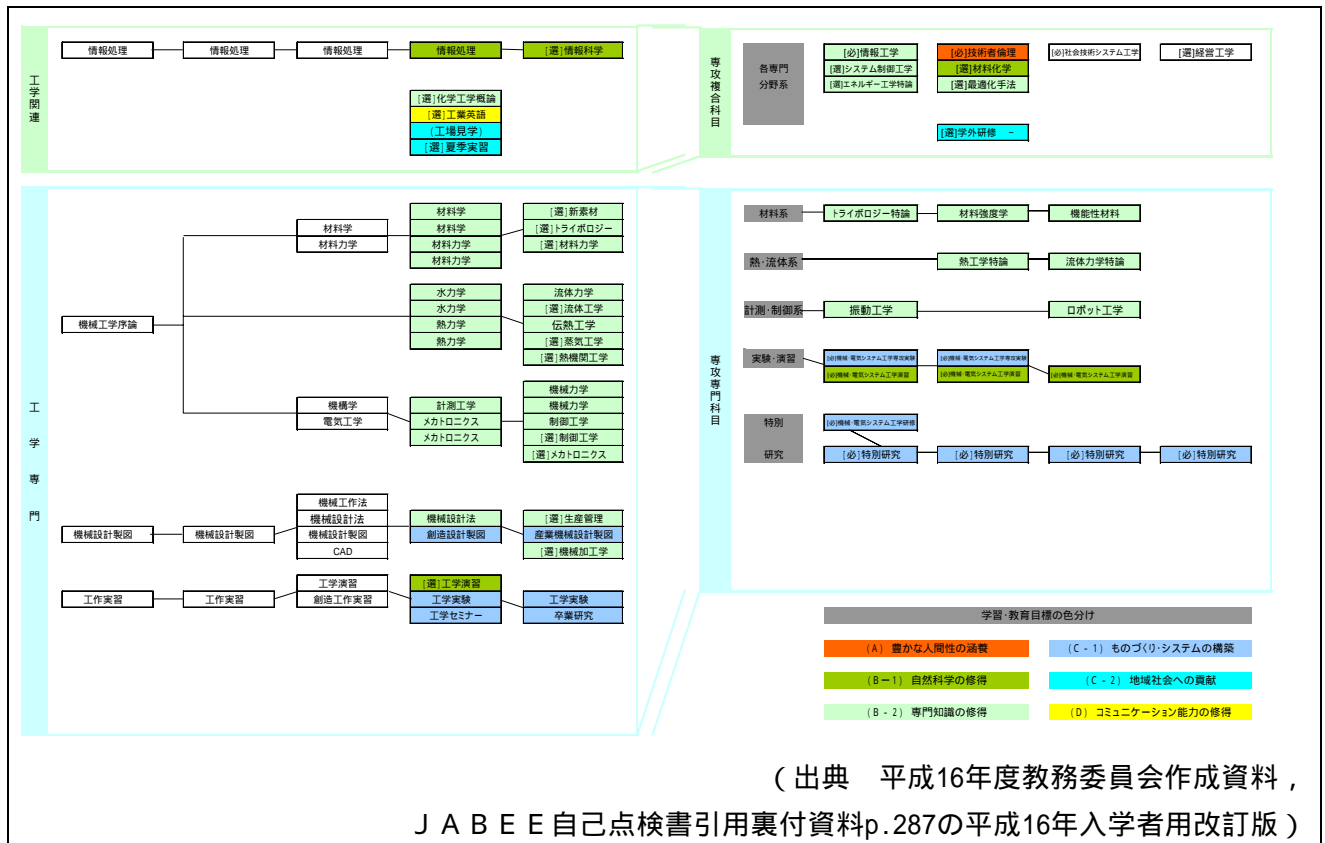 工学関連
情報処理
情報処理
情報処理
情報処理
[選]情報科学
[選]化学工学概論
[選]工業英語
(工場見学)
[選]夏季実習
専攻複合科目
各専門
分野系
[必]情報工学
[選]システム制御工学
[選]エネルギー工学特論
[必]技術者倫理
[選]材料化学
[選]最適化手法
[必]社会技術システム工学
[選]経営工学
[選]学外研修 -
工学専門
機械工学序論
材料学
材料力学
材料学
材料学
材料力学
材料力学
[選]新素材
[選]トライボロジー
[選]材料力学
水力学
水力学
熱力学
熱力学
流体力学
[選]流体工学
伝熱工学
[選]蒸気工学
[選]熱機関工学
機構学
電気工学
計測工学
メカトロニクス
メカトロニクス
機械力学
機械力学
制御工学
[選]制御工学
[選]メカトロニクス
機械設計製図
機械設計製図
機械工作法
機械設計法
機械設計製図
CAD
機械設計法
創造設計製図
[選]生産管理
産業機械設計製図
[選]機械加工学
工作実習
工作実習
工学演習
創造工作実習
[選]工学演習
工学実験
工学セミナー
工学実験
卒業研究
専攻専門科目
材料系
トライボロジー特論
材料強度学
機能性材料
熱・流体系
熱工学特論
流体力学特論
計測・制御系
振動工学
ロボット工学
実験・演習
[必]機械・電気システム工学専攻実験
[必]機械・電気システム工学演習
[必]機械・電気システム工学専攻実験
[必]機械・電気システム工学演習
[必]機械・電気システム工学演習
特別
研究
[必]機械・電気システム工学研修
[必]特別研究
[必]特別研究
[必]特別研究
[必]特別研究
学習・教育目標の色分け
(A) 豊かな人間性の涵養
(C-1) ものづくり・システムの構築
(B-1) 自然科学の修得
(C-2) 地域社会への貢献
(B-2) 専門知識の修得
(D) コミュニケーション能力の修得
(出典 平成16年度教務委員会作成資料,
JABEE自己点検書引用裏付資料p.287の平成16年入学者用改訂版)